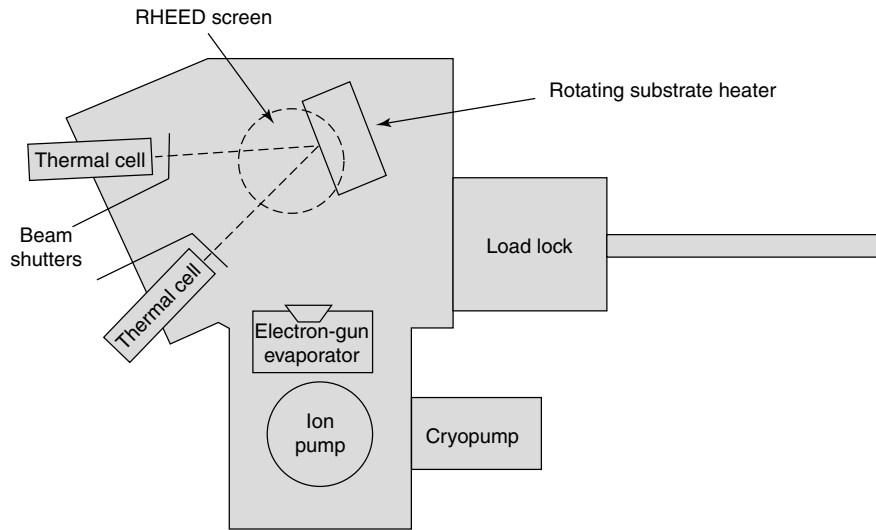 RHEED screen
Rotating substrate heater
Thermal cell
Beam
shutters
Thermal cell
Load lock
Electron-gun
evaporator
Ion
pump
Cryopump